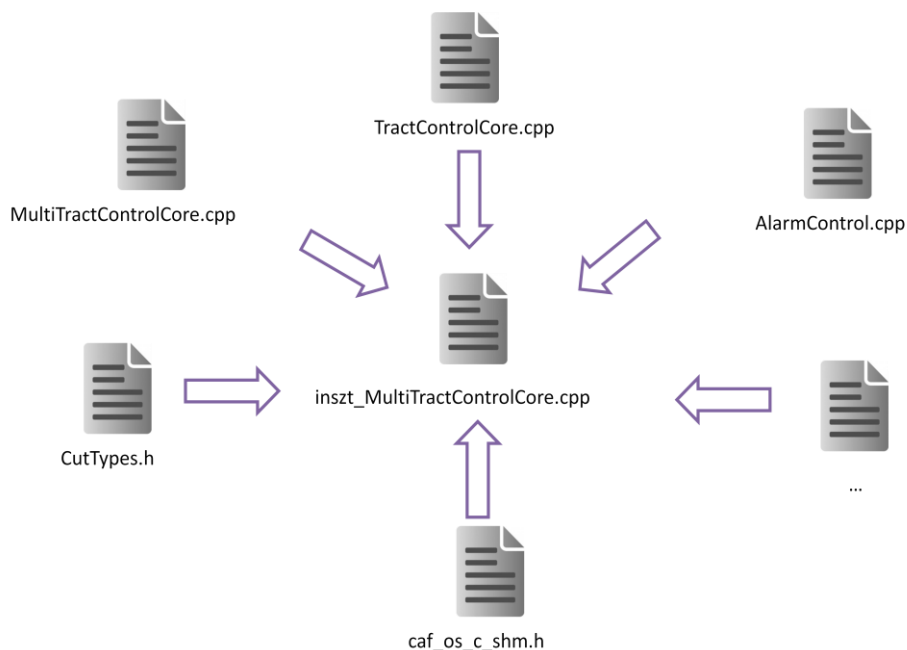 TractControlCore.cpp
MultiTractControlCore.cpp
AlarmControl.cpp
inszt_MultiTractControlCore.cpp
CutTypes.h
...
caf_os_c_shm.h